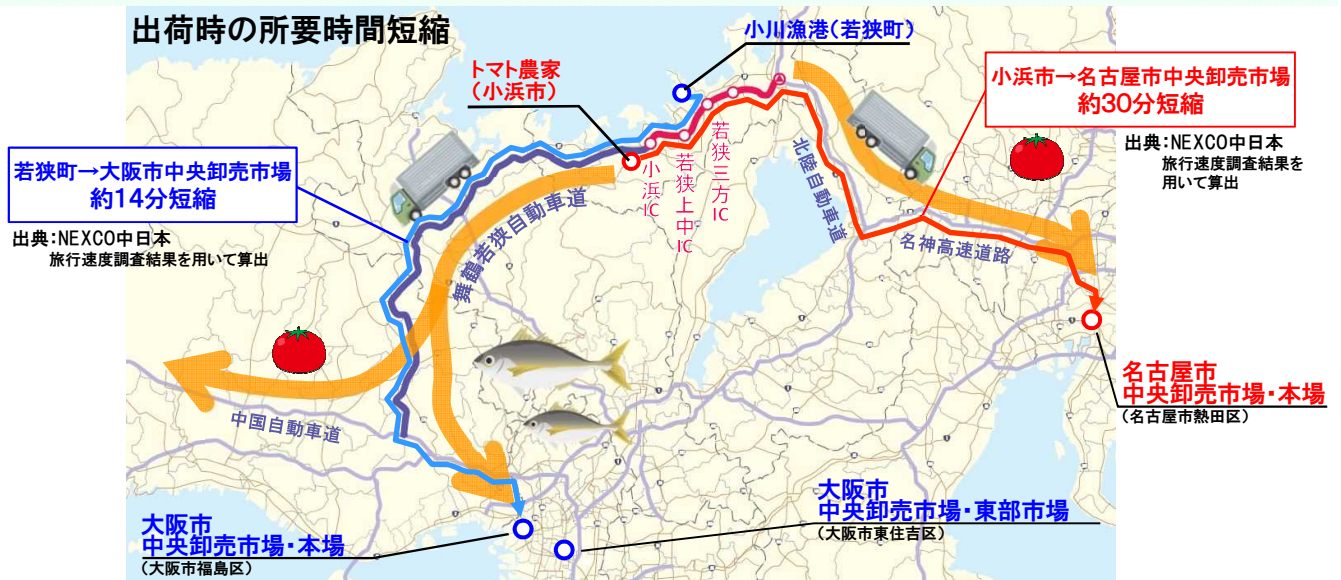 出荷時の所要時間短縮
小川漁港(若狭町)
トマト農家
(小浜市)
小浜市→名古屋市中央卸売市場
約30分短縮
出典:NEXCO中日本
旅行速度調査結果を
用いて算出
若狭町→大阪市中央卸売市場
約14分短縮
出典:NEXCO中日本
旅行速度調査結果を用いて算出
小浜IC
若狭上中IC
若狭三方IC
北陸自動車道
舞鶴若狭自動車道
名神高速道路
中国自動車道
名古屋市
中央卸売市場・本場
(名古屋市熱田区)
大阪市
中央卸売市場・本場
(大阪市福島区)
大阪市
中央卸売市場・東部市場
(大阪市東住吉区)